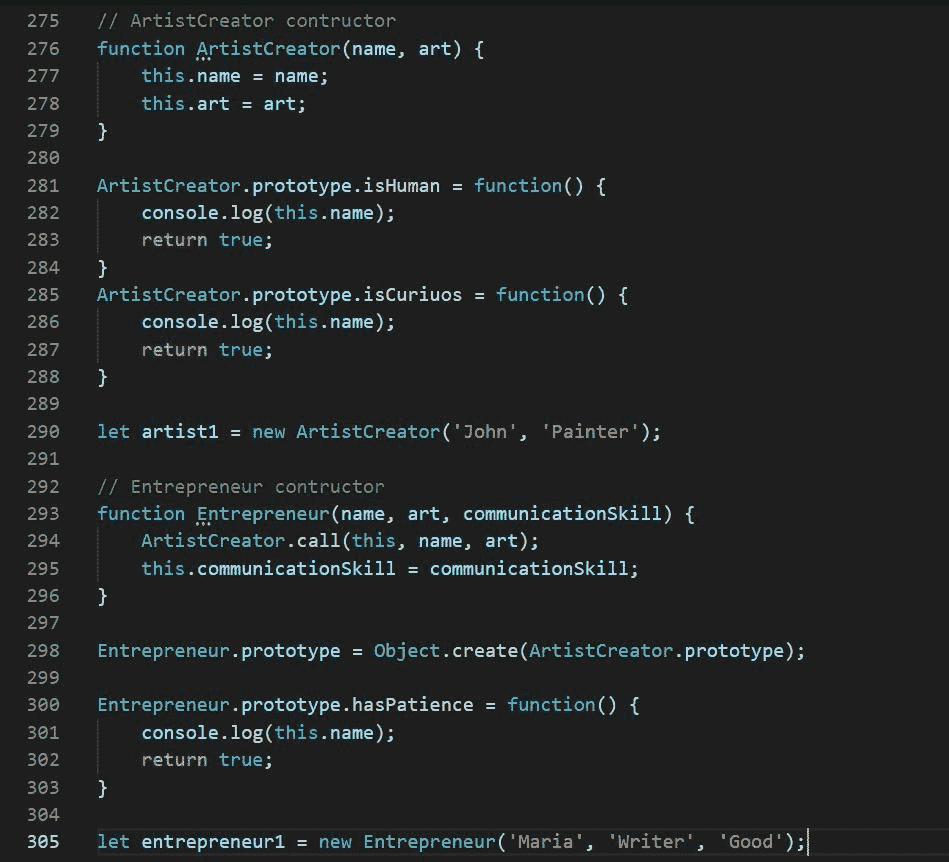 275 // ArtistCreator contructor
276 function ArtistCreator(name, art) {
277 this.name = name;
278 this.art = art;
279 }
280
281 ArtistCreator.prototype.isHuman = function() {
282 console.log(this.name);
283 return true;
284 }
285 ArtistCreator.prototype.isCuriuos = function() {
286 console.log(this.name);
287 return true;
288 }
289
290 let artist1 = new ArtistCreator('John', 'Painter');
291
292 // Entrepreneur contructor
293 function Entrepreneur(name, art, communicationSkill) {
294 ArtistCreator.call(this, name, art);
295 this.communicationSkill = communicationSkill;
296 }
297
298 Entrepreneur.prototype = Object.create(ArtistCreator.prototype);
299
300 Entrepreneur.prototype.hasPatience = function() {
301 console.log(this.name);
302 return true;
303 }
304
305 let entrepreneur1 = new Entrepreneur('Maria', 'Writer', 'Good');